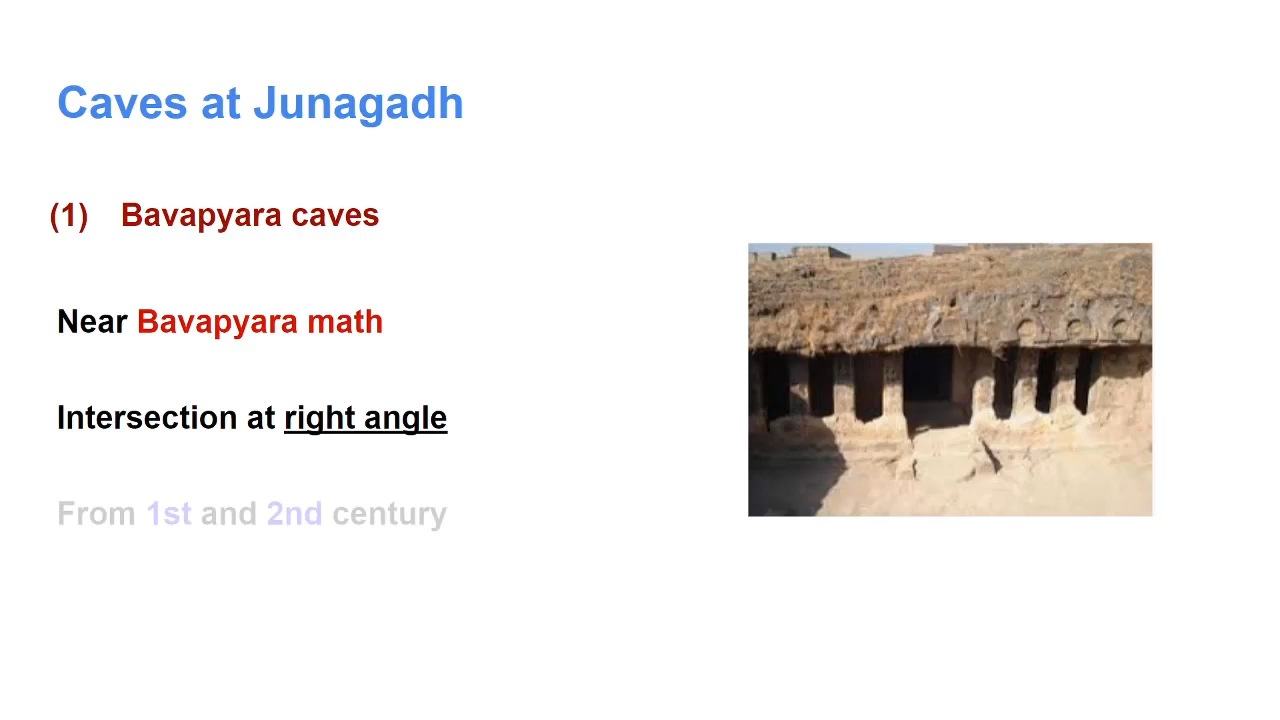 Caves at Junagadh
(1) Bavapyara caves
Near Bavapyara math
Intersection at right angle
From 1st and 2nd century